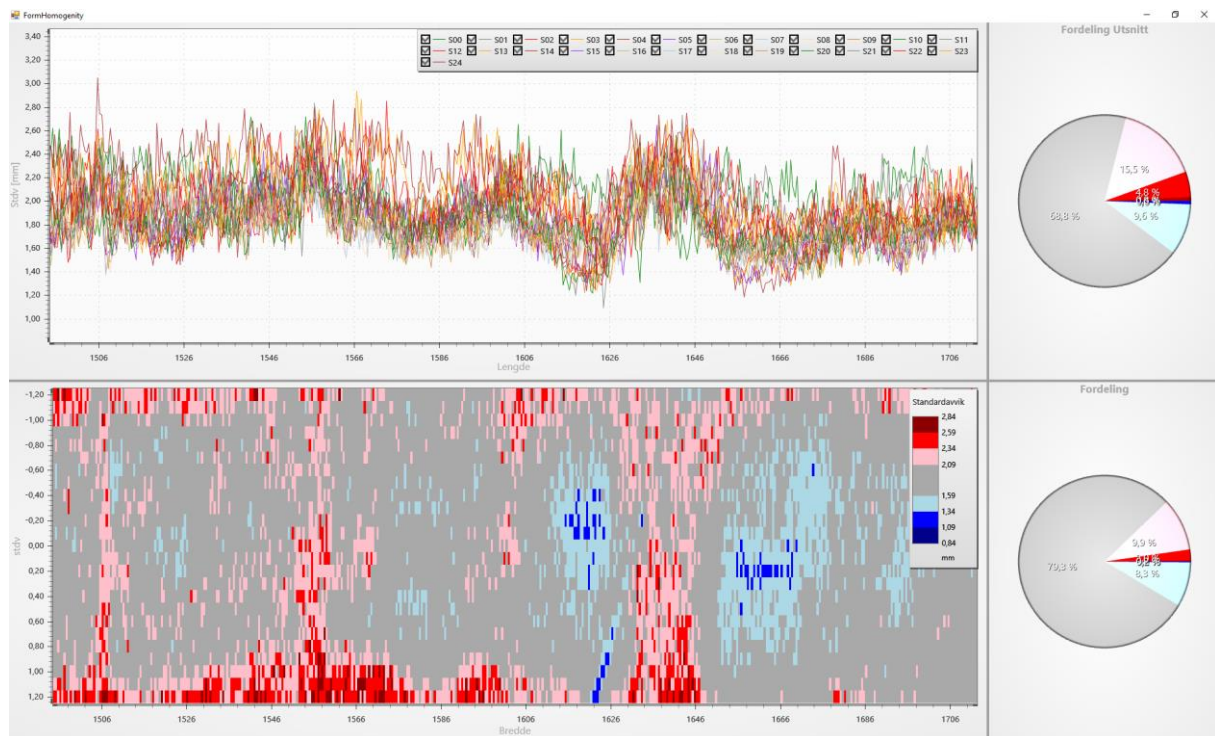 FormHomogenity
3,40
3,00
2,60
2,40
2,20
2,00
1,80
1,60
1,40
1,20
1,00
Stdv [mm]
S00 S01 S02 S03 S04 S05 S06 S07 S08 S09 S10 S11
S12 S13 S14 S15 S16 S17 S18 S19 S20 S21 S22 S23
S24
1506 1526 1546 1566 1586 1606 1626 1646 1666 1686 1706
Lengde
Fordeling Utsnitt
15,5 %
4,8 %
68,8 %
9,6 %
-1,20
-1,00
-0,80
-0,60
-0,40
-0,20
0,00
0,20
0,40
0,60
0,80
1,00
1,20
stdv
Standardavvik
2,84
2,59
2,34
2,09
1,59
1,34
1,09
0,84
mm
1506 1526 1546 1566 1586 1606 1626 1646 1666 1686 1706
Bredde
Fordeling
9,9 %
79,3 %
0,2 %
8,3 %